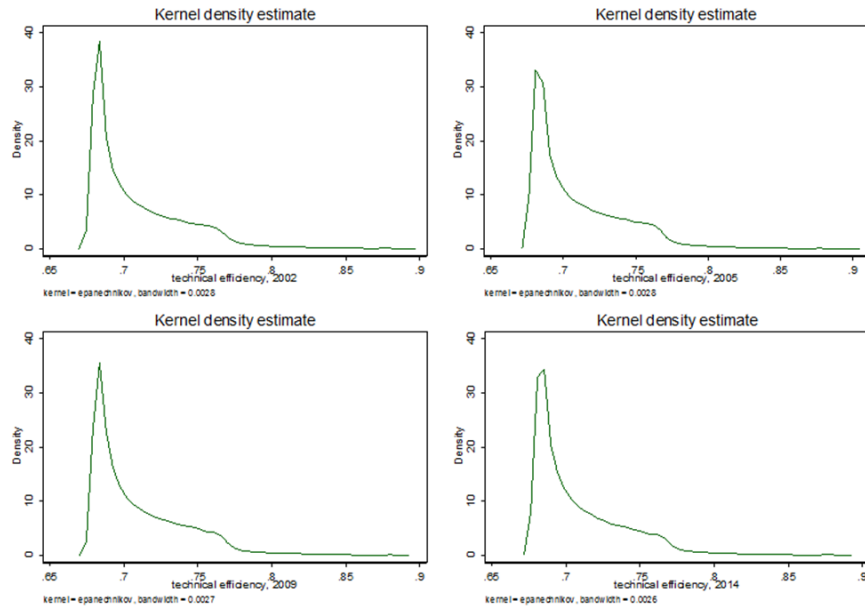 Kernel density estimate
40
30
20
10
0
Density
.65 .7 .75 .8 .85 .9
technical efficiency, 2002
kernel = epanechnikov, bandwidth = 0.0028
Kernel density estimate
40
30
20
10
0
Density
.65 .7 .75 .8 .85 .9
technical efficiency, 2005
kernel = epanechnikov, bandwidth = 0.0028
Kernel density estimate
40
30
20
10
0
Density
.65 .7 .75 .8 .85 .9
technical efficiency, 2009
kernel = epanechnikov, bandwidth = 0.0027
Kernel density estimate
40
30
20
10
0
Density
.65 .7 .75 .8 .85 .9
technical efficiency, 2014
kernel = epanechnikov, bandwidth = 0.0026